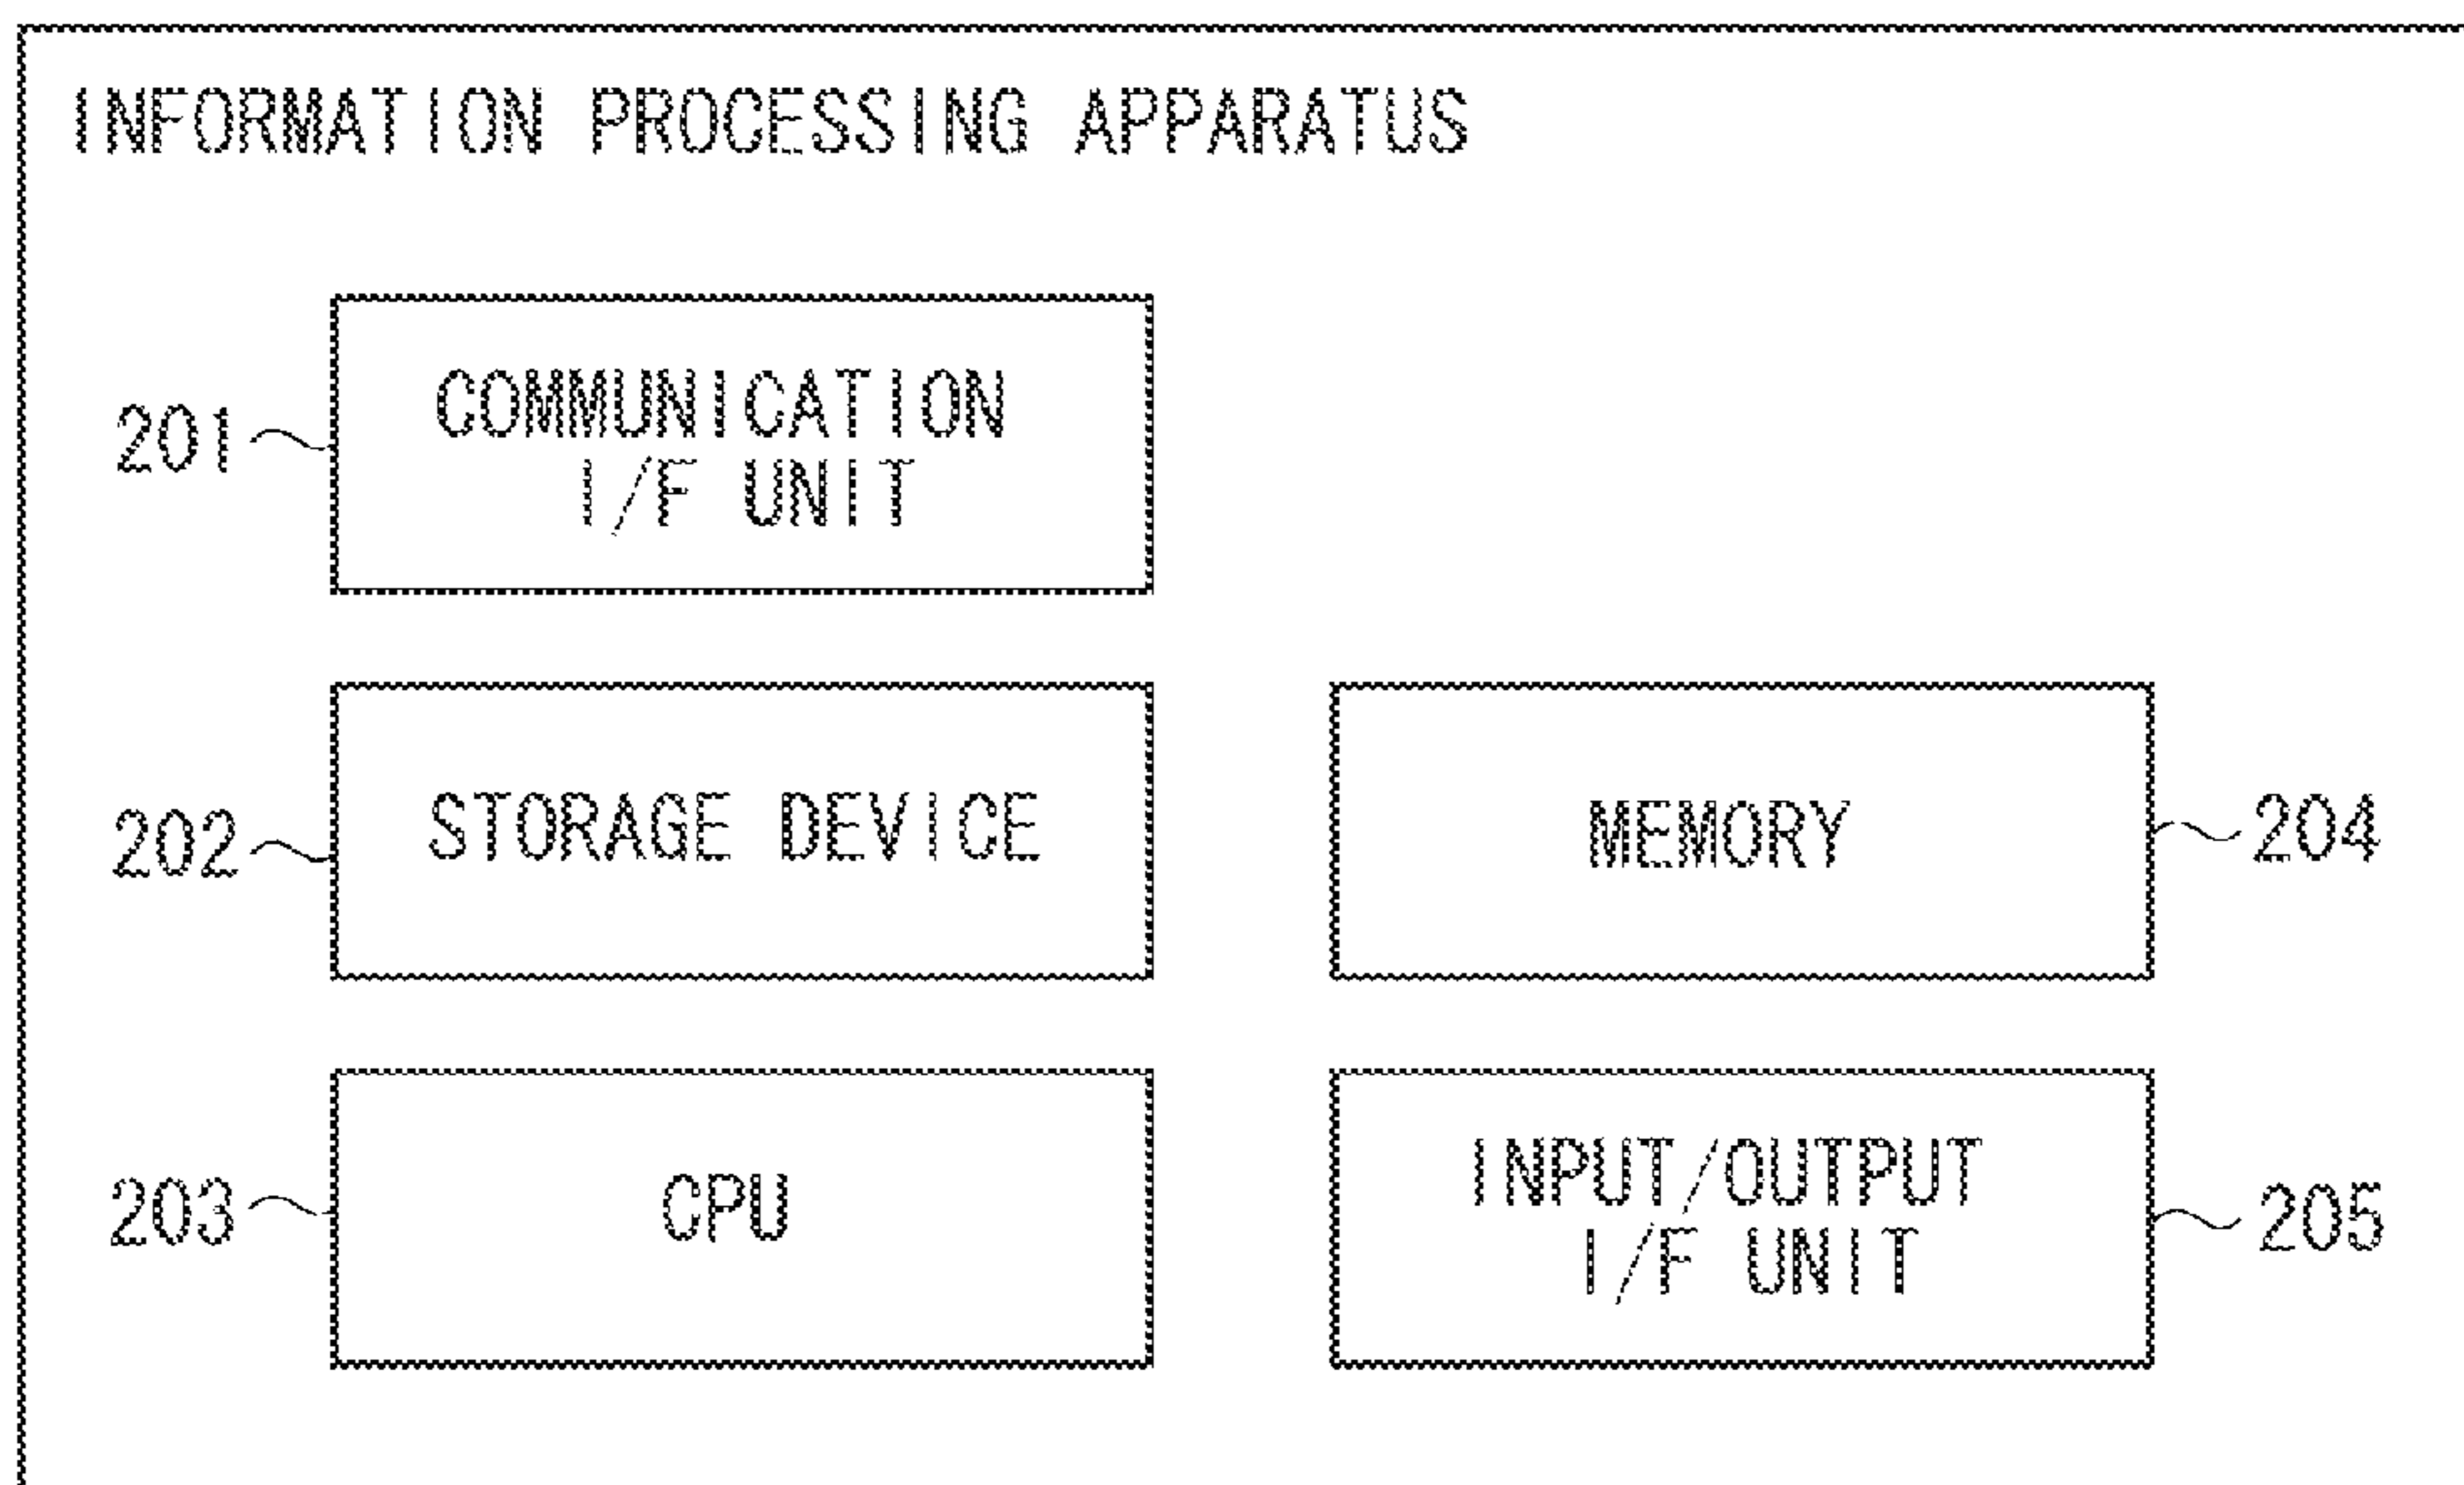 INFORMATION PROCESSING APPARATUS
201
COMMUNICATION
I/F UNIT
202
STORAGE DEVICE
MEMORY
204
203
CPU
INPUT/OUTPUT
I/F UNIT
205